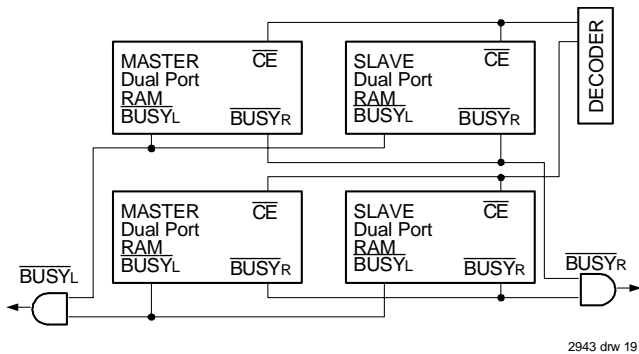 MASTER
Dual Port
RAM
BUSYL
CE
BUSYR
SLAVE
Dual Port
RAM
BUSYL
CE
BUSYR
DECODER
MASTER
Dual Port
RAM
BUSYL
CE
BUSYR
SLAVE
Dual Port
RAM
BUSYL
CE
BUSYR
BUSYL
BUSYR
2943 drw 19